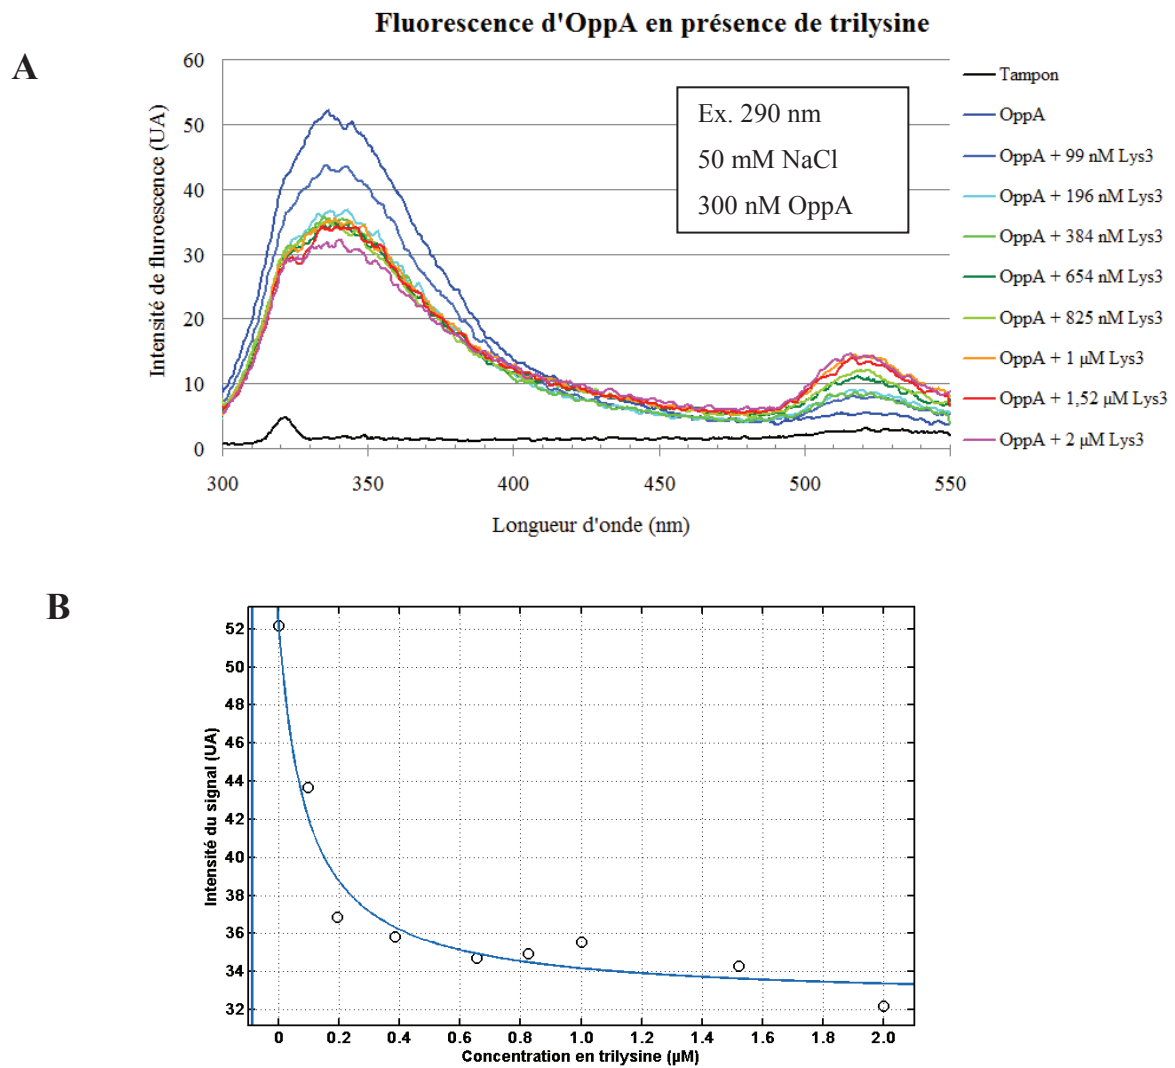 Fluorescence d'OppA en présence de trilysine
A
Intensité de fluroescence (UA)
60
50
40
30
20
10
0
300
350
400
450
500
550
Longueur d'onde (nm)
Ex. 290 nm
50 mM NaCl
300 nM OppA
Tampon
OppA
OppA + 99 nM Lys3
OppA + 196 nM Lys3
OppA + 384 nM Lys3
OppA + 654 nM Lys3
OppA + 825 nM Lys3
OppA + 1 µM Lys3
OppA + 1,52 µM Lys3
OppA + 2 µM Lys3
B
Intensité du signal (UA)
52
50
48
46
44
42
40
38
36
34
32
0
0.2
0.4
0.6
0.8
1.0
1.2
1.4
1.6
1.8
2.0
Concentration en trilysine (µM)